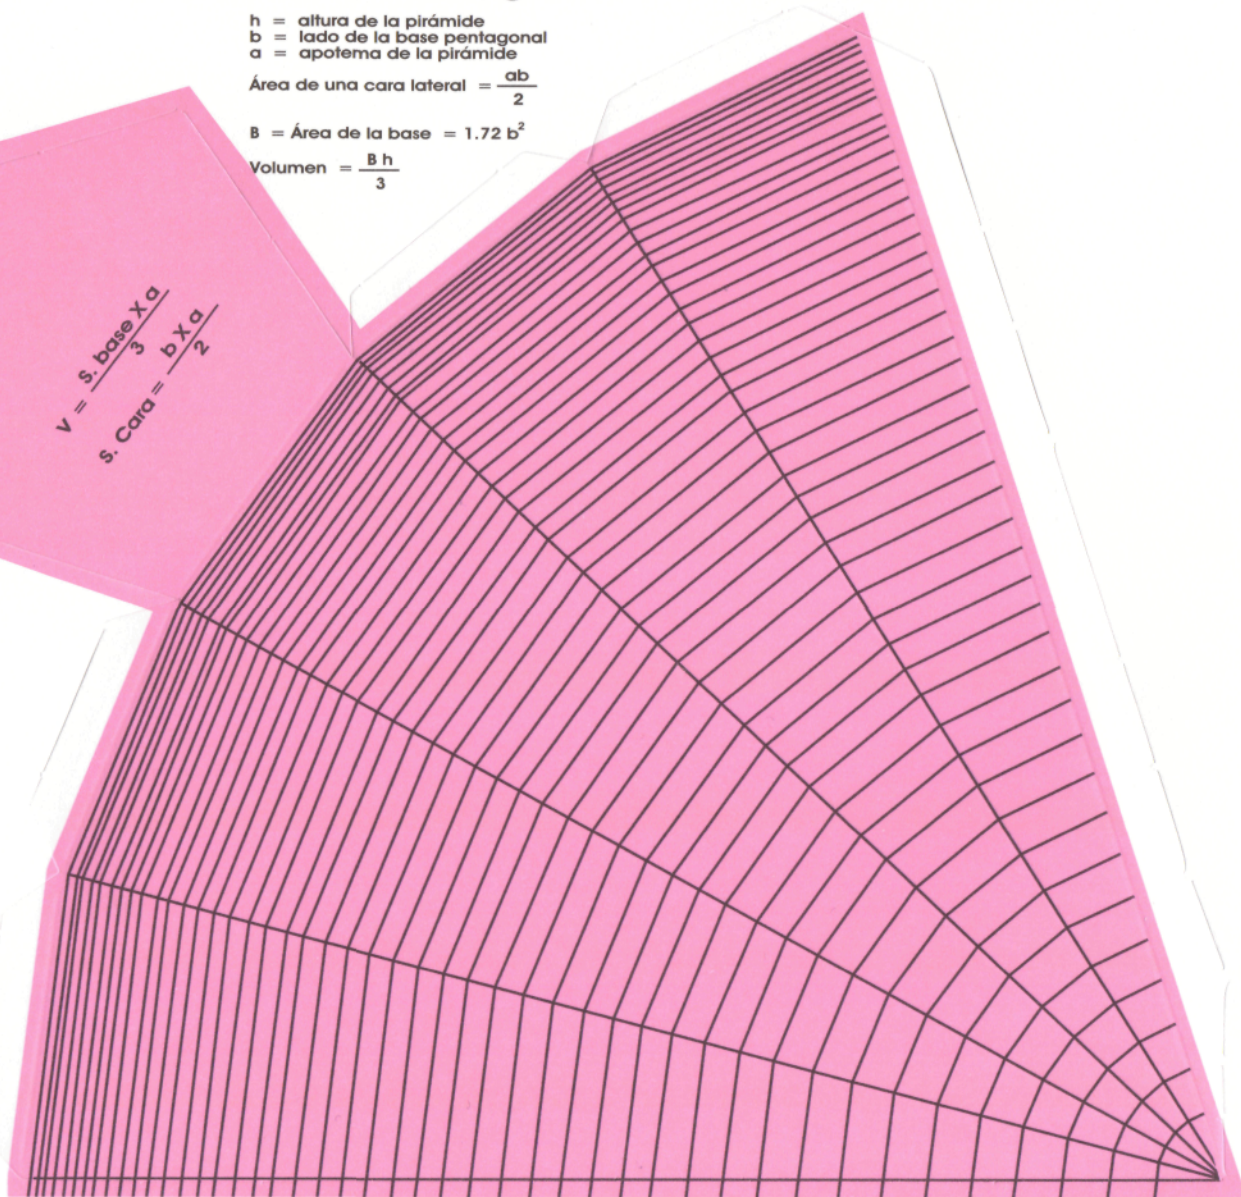 h = altura de la pirámide
b = lado de la base pentagonal
a = apotema de la pirámide
Área de una cara lateral = ab
2
B = Área de la base = 1.72 b²
Volumen = B h
3
V = S. base X a
3
S. Cara = b X a
2